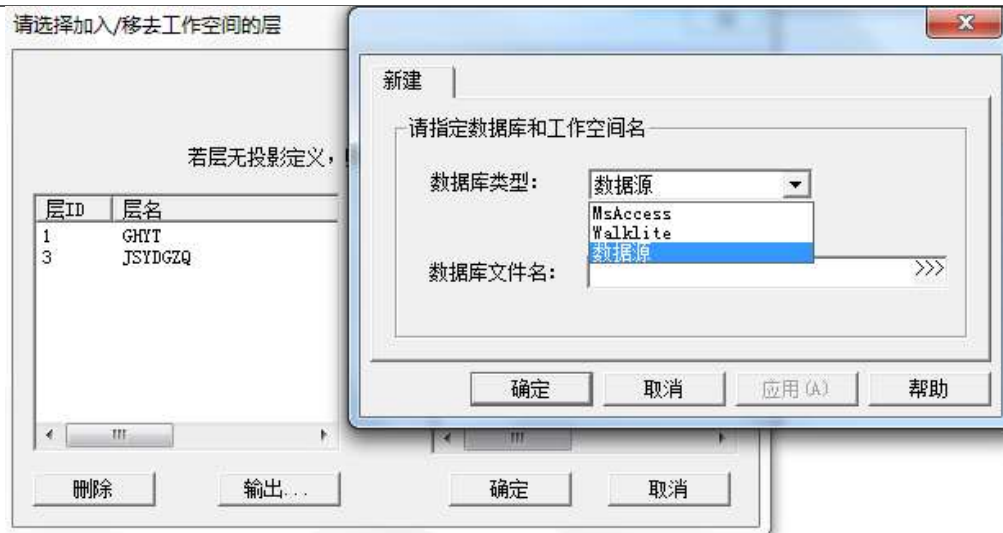 请选择加入/移去工作空间的层
若层无投影定义，
层ID 层名
1 GHYT
3 JSYDGZQ
删除 输出... 确定 取消
新建
请指定数据库和工作空间名
数据库类型： 数据源
MsAccess
Walklite
数据源
数据库文件名： >>>
确定 取消 应用(A) 帮助